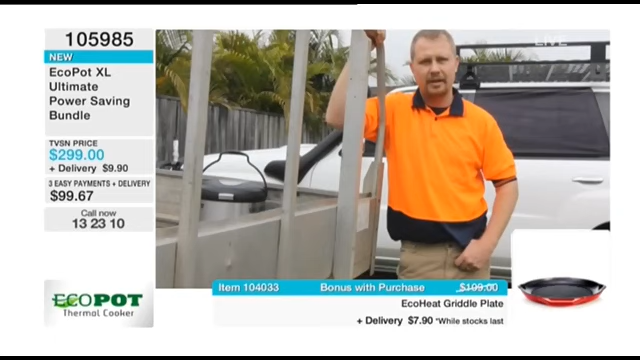 105985
NEW
EcoPot XL
Ultimate
Power Saving
Bundle
TVSN PRICE
$299.00
+ Delivery $9.90
3 EASY PAYMENTS + DELIVERY
$99.67
Call now
13 23 10
ECOPOT
Thermal Cooker
LIVE
Item 104033 Bonus with Purchase $109.00
EcoHeat Griddle Plate
+ Delivery $7.90 *While stocks last